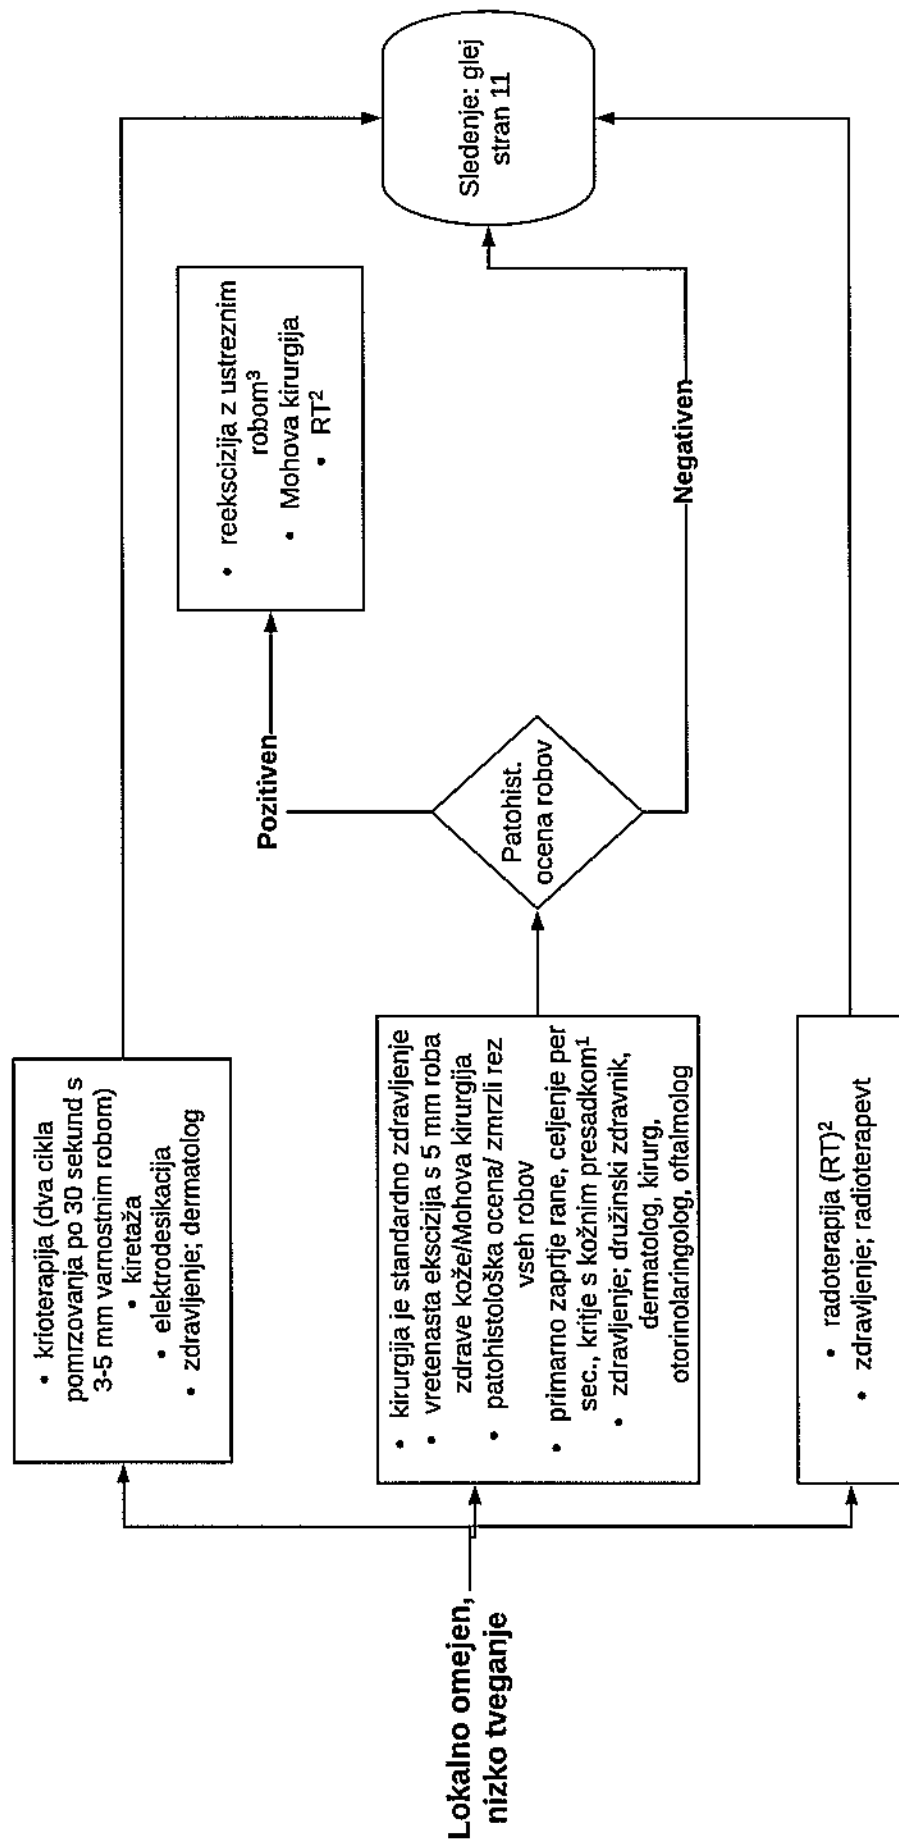 Lokalno omejen,
nizko tveganje
• krioterapija (dva cikla
pomrzovanja po 30 sekund s
3-5 mm varnostnim robom)
• kiretaža
• elektrodesikacija
• zdravljenje; dermatolog
• kirurgija je standardno zdravljenje
• vretenasta ekscizija s 5 mm roba
zdrave kože/Mohova kirurgija
• patohistološka ocena/ zmrzli rez
vseh robov
• primarno zaprtje rane, celjenje per
sec., kritje s kožnim presadkom¹
• zdravljenje; družinski zdravnik,
dermatolog, kirurg,
otorinolaringolog, oftalmolog
• radoterapija (RT)²
• zdravljenje; radioterapevt
Patohist.
ocena robov
Pozitiven
Negativen
• reekscizija z ustreznim
robom³
• Mohova kirurgija
• RT²
Sledenje: glej
stran 11